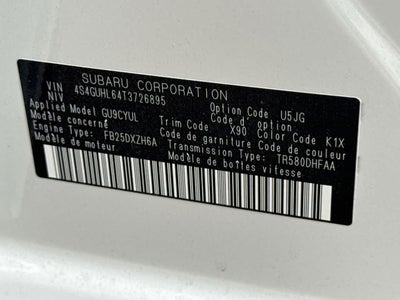 SUBARU CORPORATION
VIN 4S4GUHL64T3726895
NIV
Option Code U5JG
Code d' option
Applied Model GU9CYUL
Modèle concerné
Trim Code X90 Color Code K1X
Code de garniture Code de couleur
Engine Type: FB25DXZH6A Transmission Type: TR580DHFAA
Modèle de moteur Modèle de boîtes vitesse